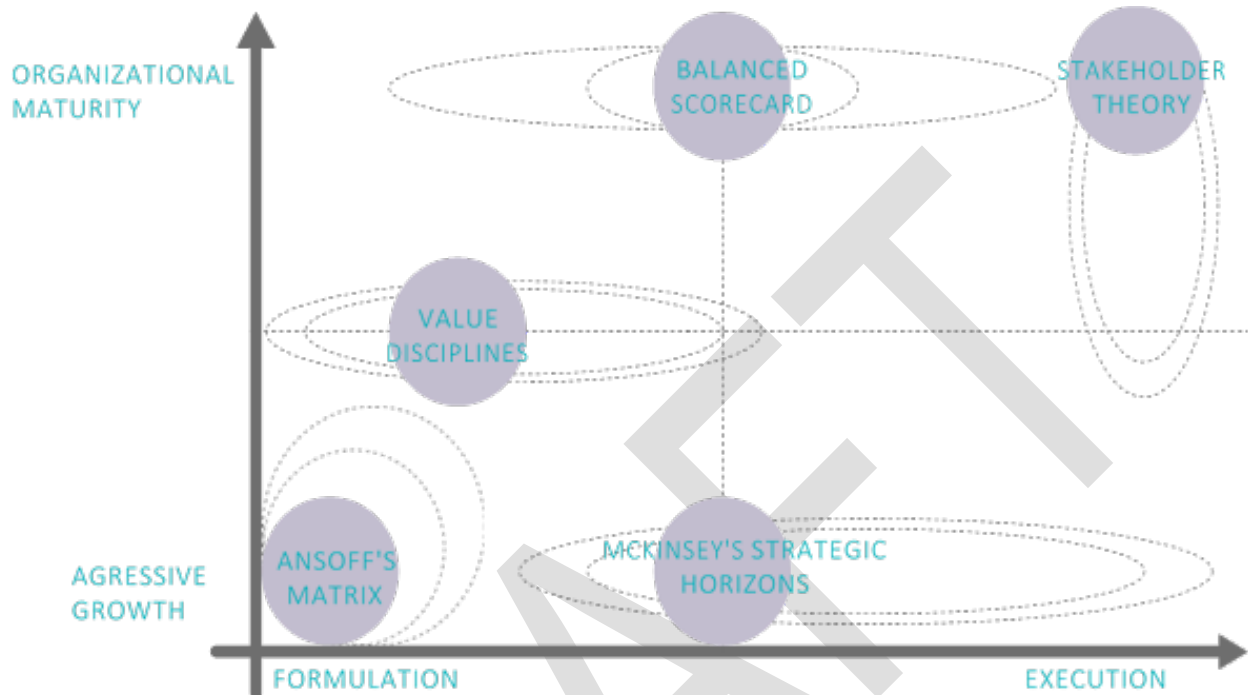 ORGANIZATIONAL
MATURITY
BALANCED
SCORECARD
STAKEHOLDER
THEORY
VALUE
DISCIPLINES
ANSOFF'S
MATRIX
MCKINSEY'S STRATEGIC
HORIZONS
AGRESSIVE
GROWTH
FORMULATION
EXECUTION